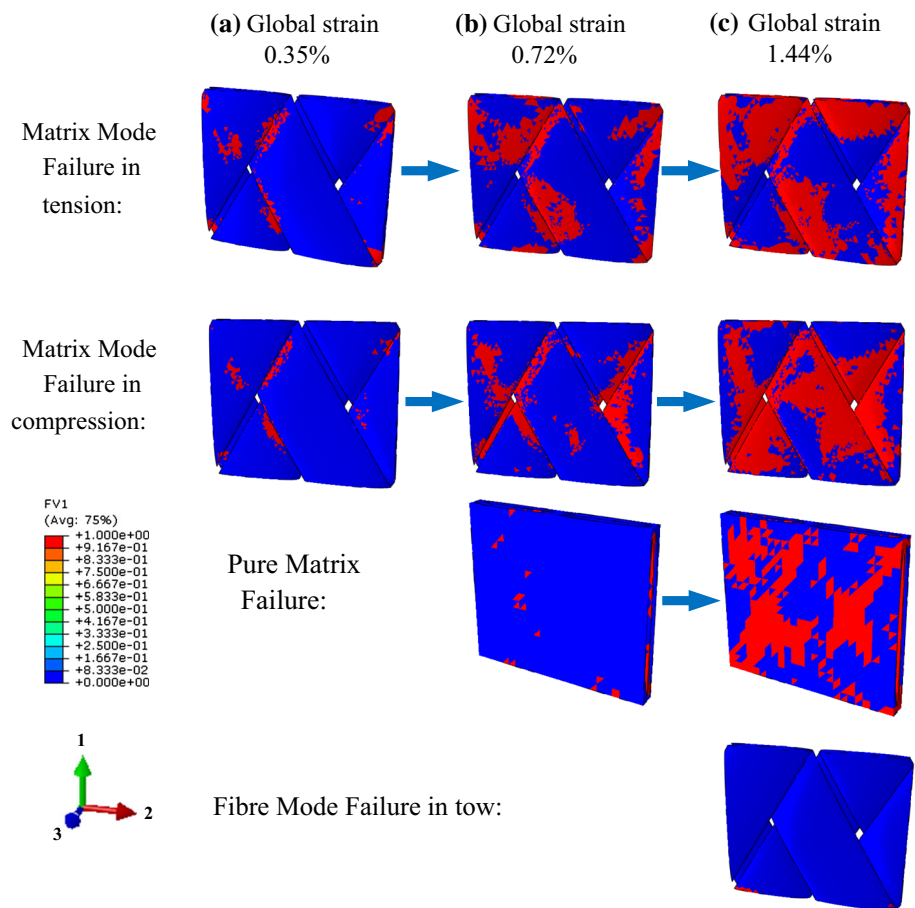 (a) Global strain
0.35%
(b) Global strain
0.72%
(c) Global strain
1.44%
Matrix Mode
Failure in
tension:
Matrix Mode
Failure in
compression:
FV1
(Avg: 75%)
+1.000e+00
+9.167e-01
+8.333e-01
+7.500e-01
+6.667e-01
+5.833e-01
+5.000e-01
+4.167e-01
+3.333e-01
+2.500e-01
+1.667e-01
+8.333e-02
+0.000e+00
Pure Matrix
Failure:
1
2
3
Fibre Mode Failure in tow: